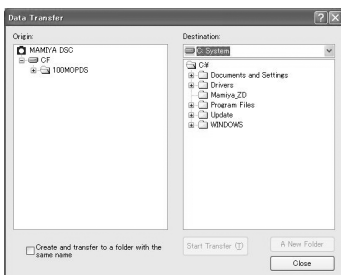 Data Transfer
Origin:
MAMIYA DSC
CF
100MOPDS
Destination:
C: System
C:¥
Documents and Settings
Drivers
Mamiya_ZD
Program Files
Update
WINDOWS
Create and transfer to a folder with the
same name
Start Transfer (T)
A New Folder
Close